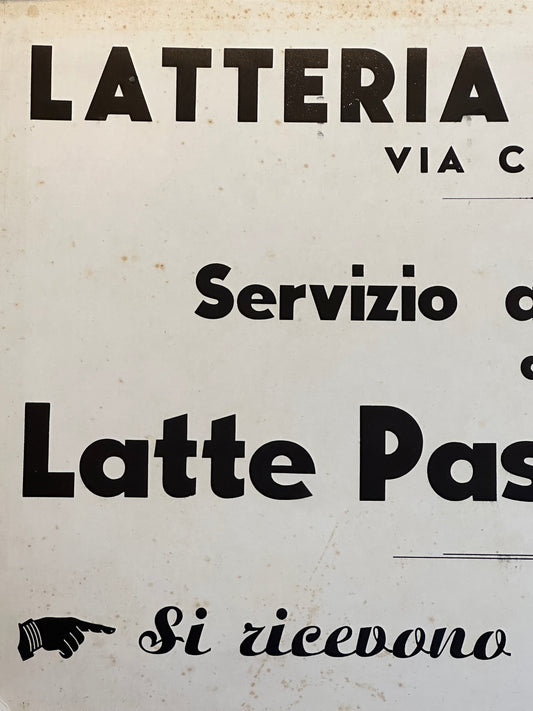 LATTERIA
VIA C
Servizio
Latte Pas
Si ricevono